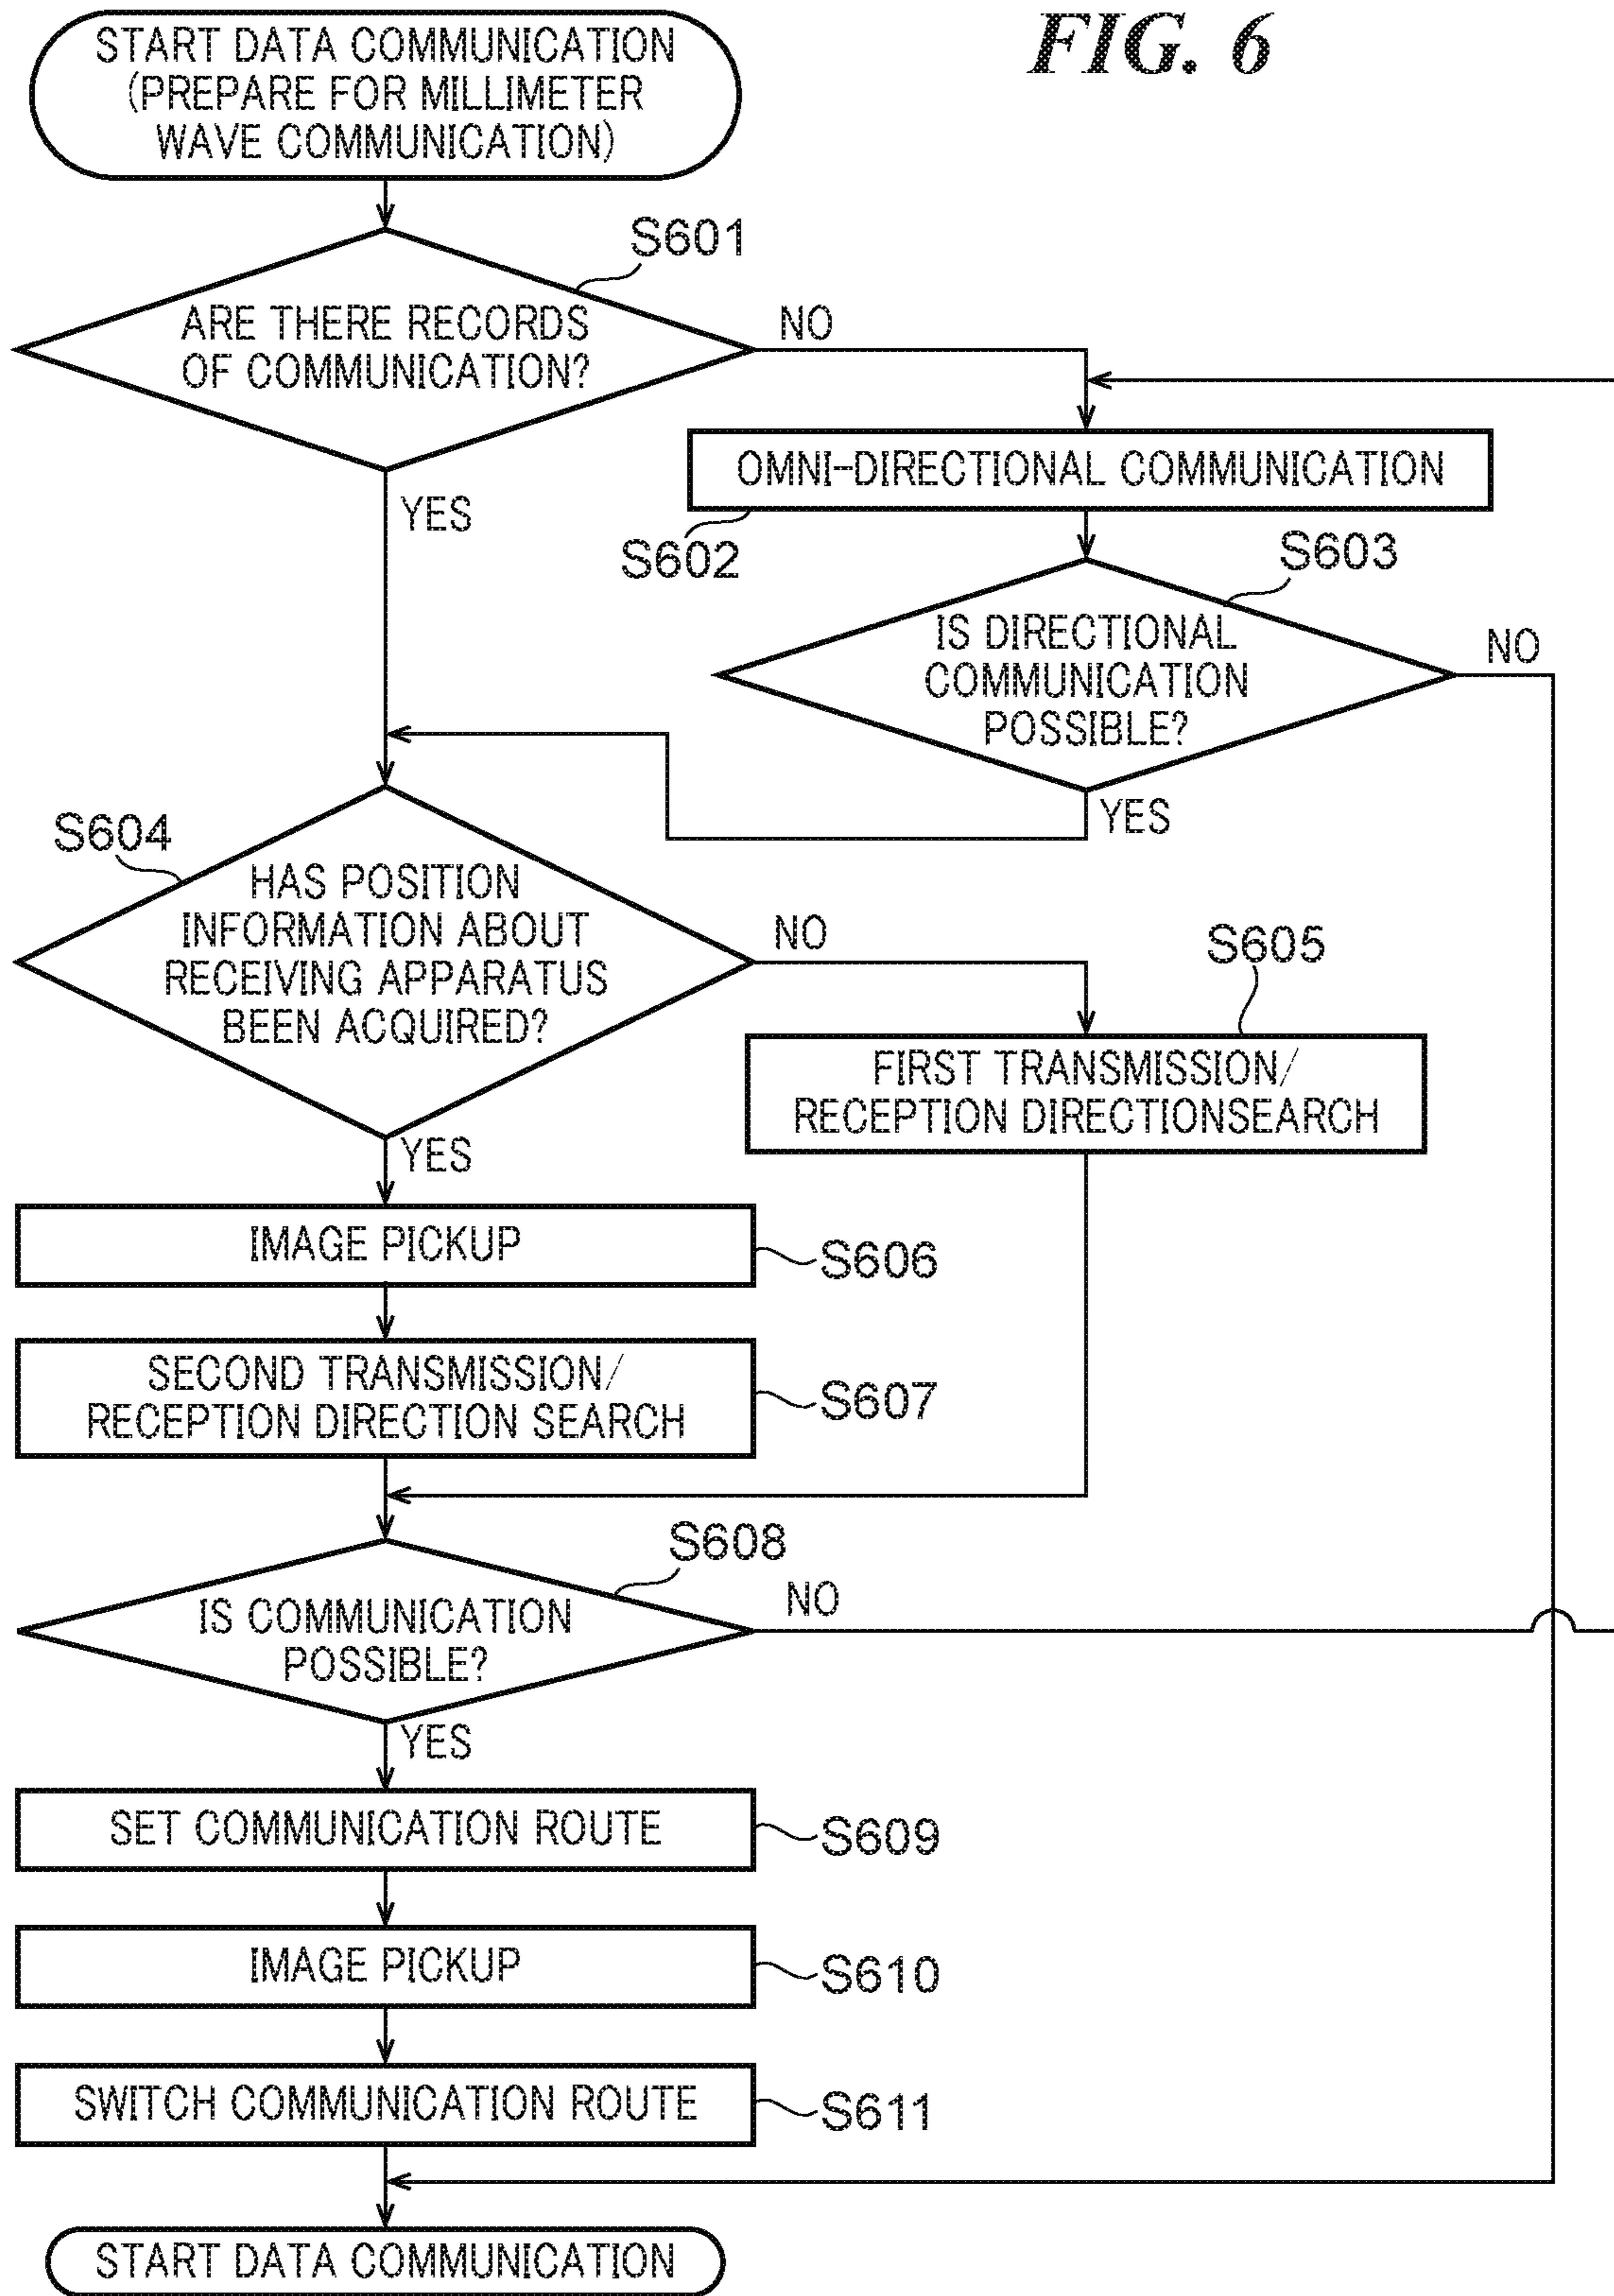 FIG. 6
START DATA COMMUNICATION
(PREPARE FOR MILLIMETER
WAVE COMMUNICATION)
S601
ARE THERE RECORDS
OF COMMUNICATION?
NO
YES
OMNI-DIRECTIONAL COMMUNICATION
S602
S603
IS DIRECTIONAL
COMMUNICATION
POSSIBLE?
NO
YES
S604
HAS POSITION
INFORMATION ABOUT
RECEIVING APPARATUS
BEEN ACQUIRED?
NO
YES
S605
FIRST TRANSMISSION/
RECEPTION DIRECTIONSEARCH
IMAGE PICKUP
S606
SECOND TRANSMISSION/
RECEPTION DIRECTION SEARCH
S607
S608
IS COMMUNICATION
POSSIBLE?
NO
YES
SET COMMUNICATION ROUTE
S609
IMAGE PICKUP
S610
SWITCH COMMUNICATION ROUTE
S611
START DATA COMMUNICATION